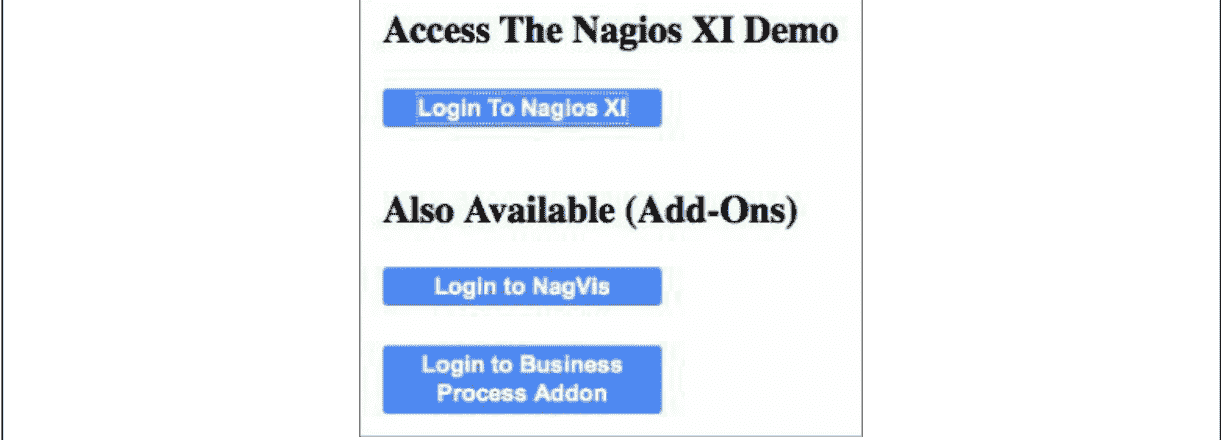 Access The Nagios XI Demo
Login To Nagios XI
Also Available (Add-Ons)
Login to NagVis
Login to Business
Process Addon